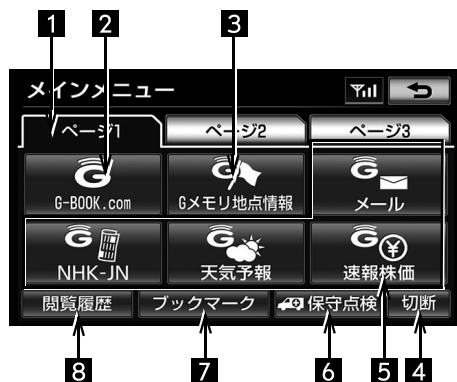 1 2 3
メインメニュー
ページ1 ページ2 ページ3
G-BOOK.com Gメモリ地点情報 メール
NHK-JN 天気予報 速報株価
閲覧履歴 ブックマーク 保守点検 切断
8 7 6 5 4